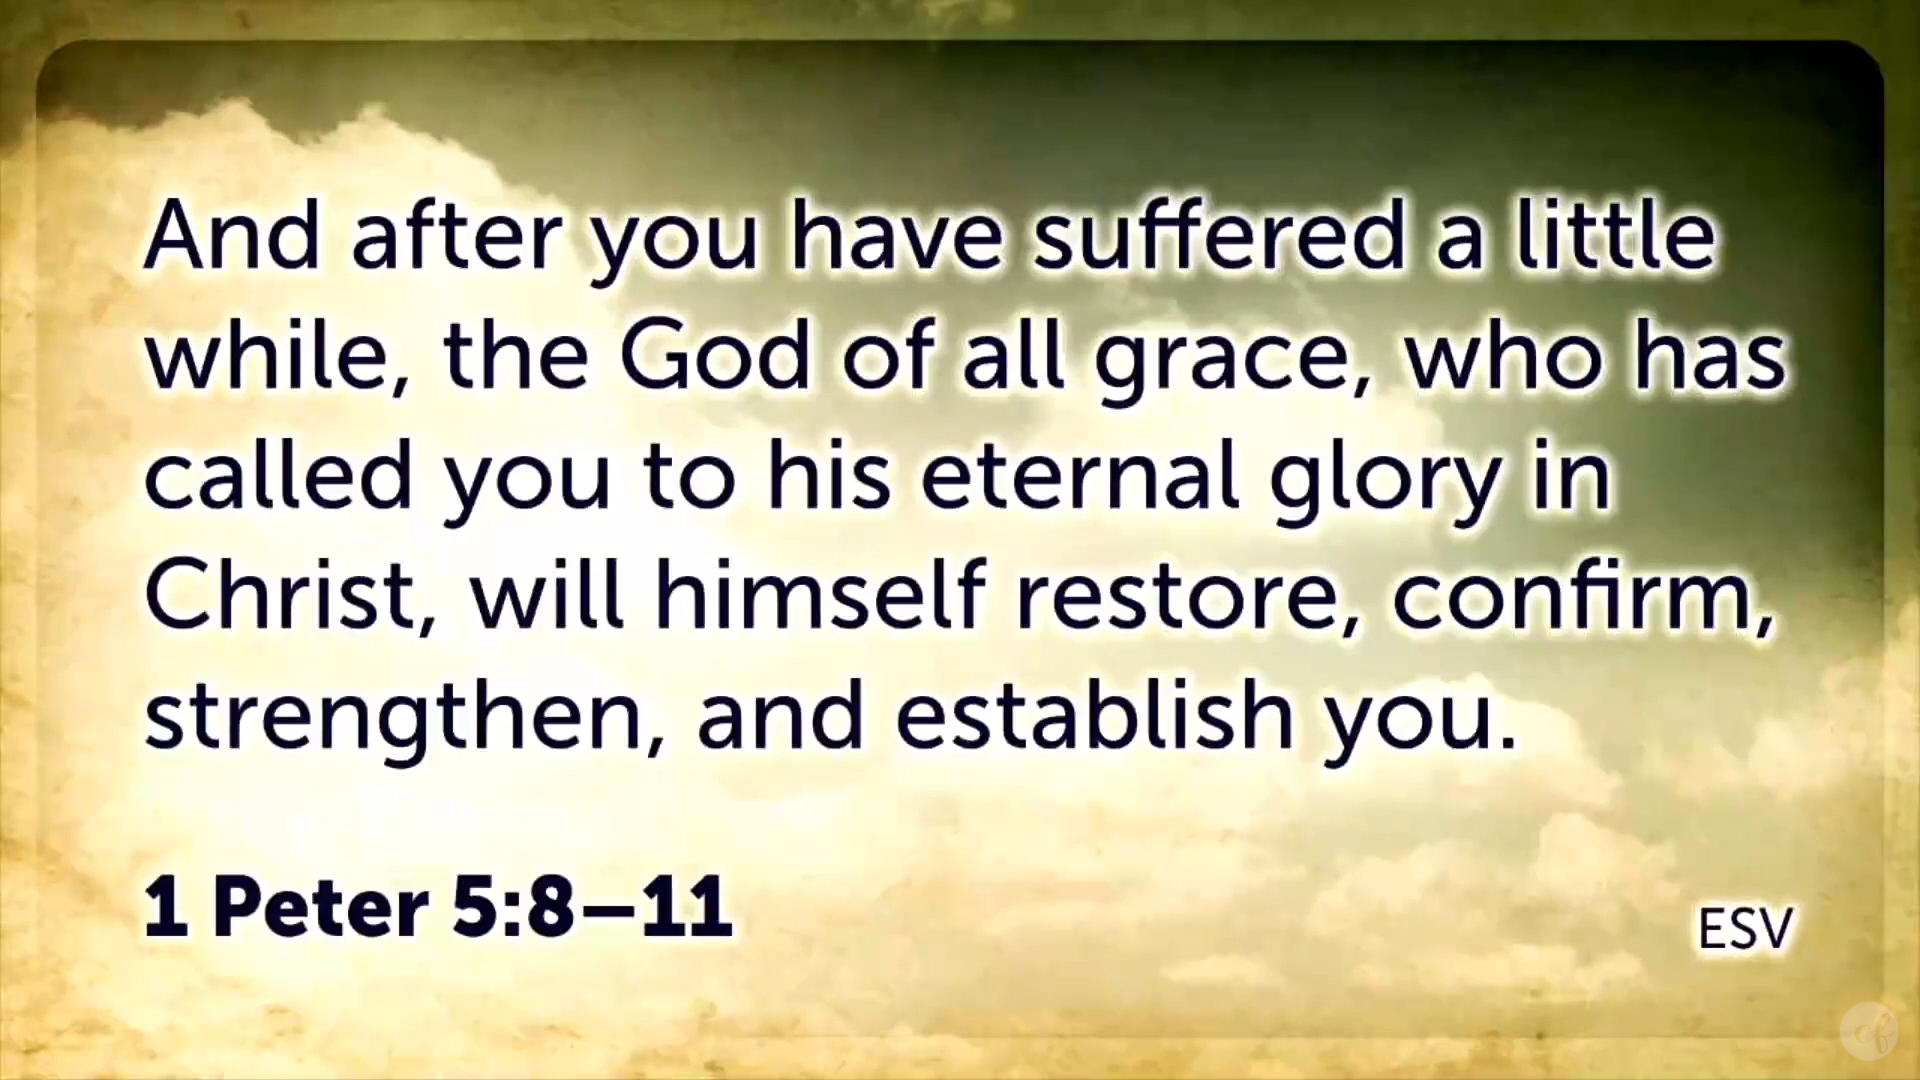 And after you have suffered a little
while, the God of all grace, who has
called you to his eternal glory in
Christ, will himself restore, confirm,
strengthen, and establish you.
1 Peter 5:8–11
ESV